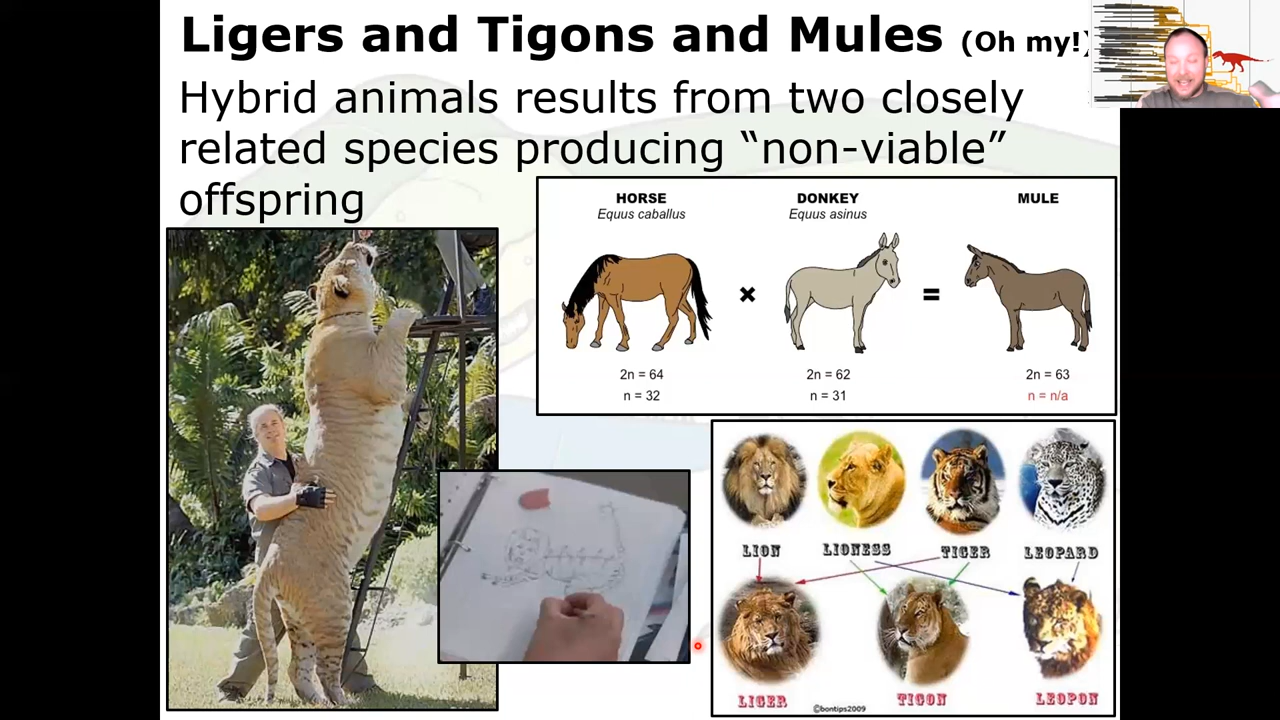 Ligers and Tigons and Mules (Oh my!)
Hybrid animals results from two closely
related species producing “non-viable”
offspring
HORSE DONKEY MULE
Equus caballus Equus asinus
× =
2n = 64 2n = 62 2n = 63
n = 32 n = 31 n = n/a
LION LIONESS TIGER LEOPARD
LIGER TIGON LEOPON
©bontips2009